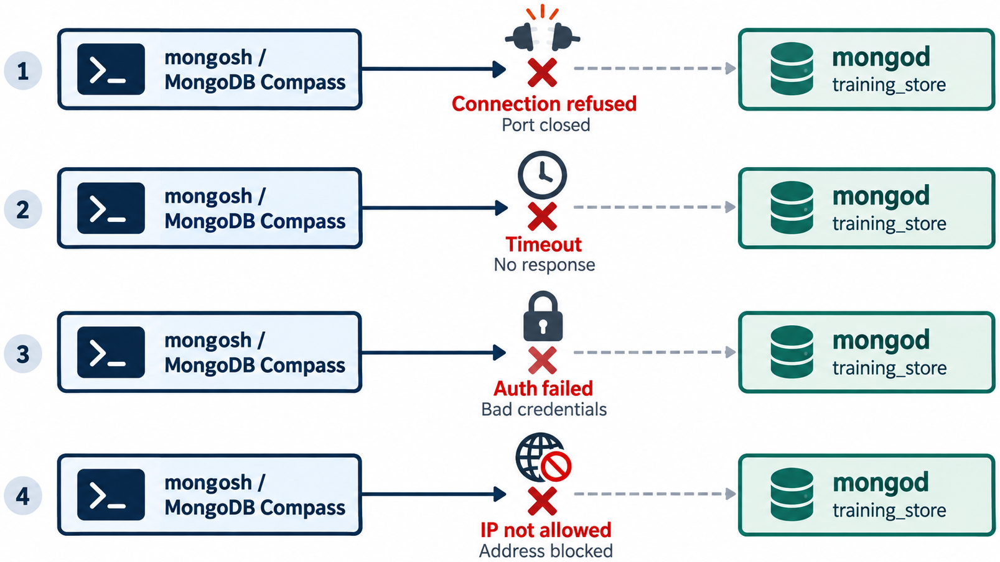 1
mongosh /
MongoDB Compass
Connection refused
Port closed
mongod
training_store
2
mongosh /
MongoDB Compass
Timeout
No response
mongod
training_store
3
mongosh /
MongoDB Compass
Auth failed
Bad credentials
mongod
training_store
4
mongosh /
MongoDB Compass
IP not allowed
Address blocked
mongod
training_store